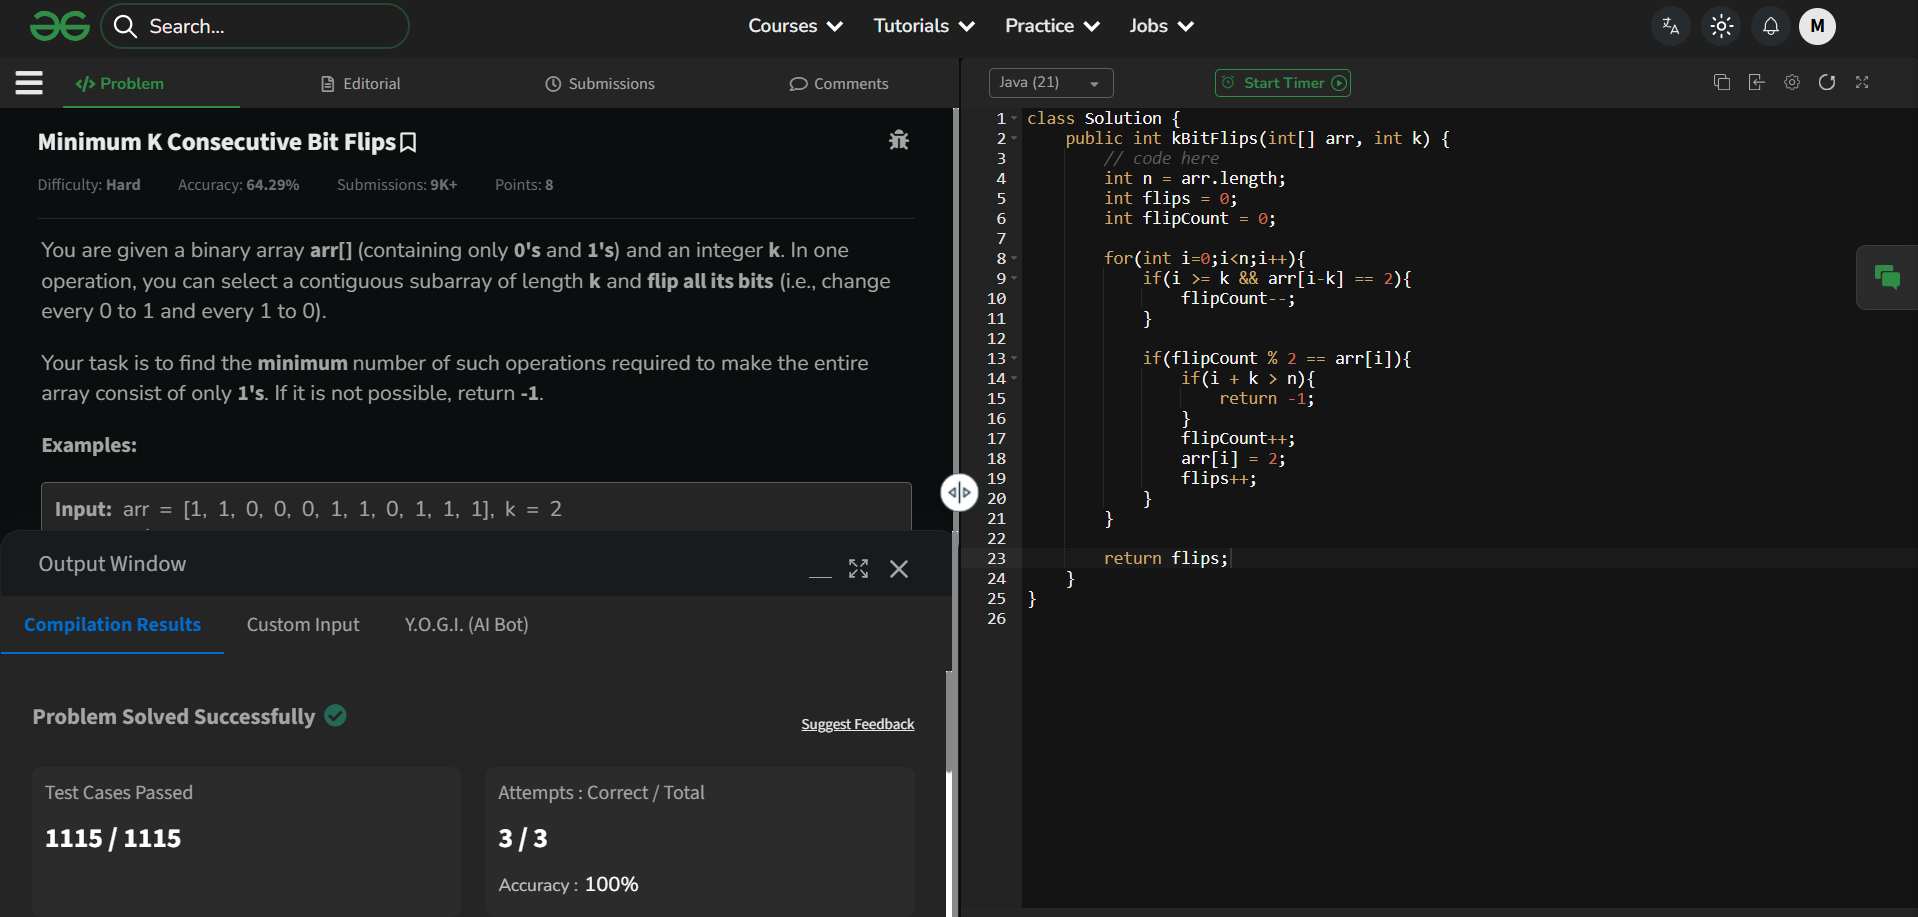 Search...
Courses
Tutorials
Practice
Jobs
M
</> Problem
Editorial
Submissions
Comments
Minimum K Consecutive Bit Flips
Difficulty: Hard
Accuracy: 64.29%
Submissions: 9K+
Points: 8
You are given a binary array arr[] (containing only 0's and 1's) and an integer k. In one
operation, you can select a contiguous subarray of length k and flip all its bits (i.e., change
every 0 to 1 and every 1 to 0).
Your task is to find the minimum number of such operations required to make the entire
array consist of only 1's. If it is not possible, return -1.
Examples:
Input: arr = [1, 1, 0, 0, 0, 1, 1, 0, 1, 1, 1], k = 2
Output Window
Compilation Results
Custom Input
Y.O.G.I. (AI Bot)
Problem Solved Successfully
Suggest Feedback
Test Cases Passed
1115 / 1115
Attempts : Correct / Total
3 / 3
Accuracy : 100%
Java (21)
Start Timer
1 class Solution {
2     public int kBitFlips(int[] arr, int k) {
3         // code here
4         int n = arr.length;
5         int flips = 0;
6         int flipCount = 0;
7
8         for(int i=0;i<n;i++){
9             if(i >= k && arr[i-k] == 2){
10                 flipCount--;
11             }
12
13             if(flipCount % 2 == arr[i]){
14                 if(i + k > n){
15                     return -1;
16                 }
17                 flipCount++;
18                 arr[i] = 2;
19                 flips++;
20             }
21         }
22
23         return flips;
24     }
25 }
26